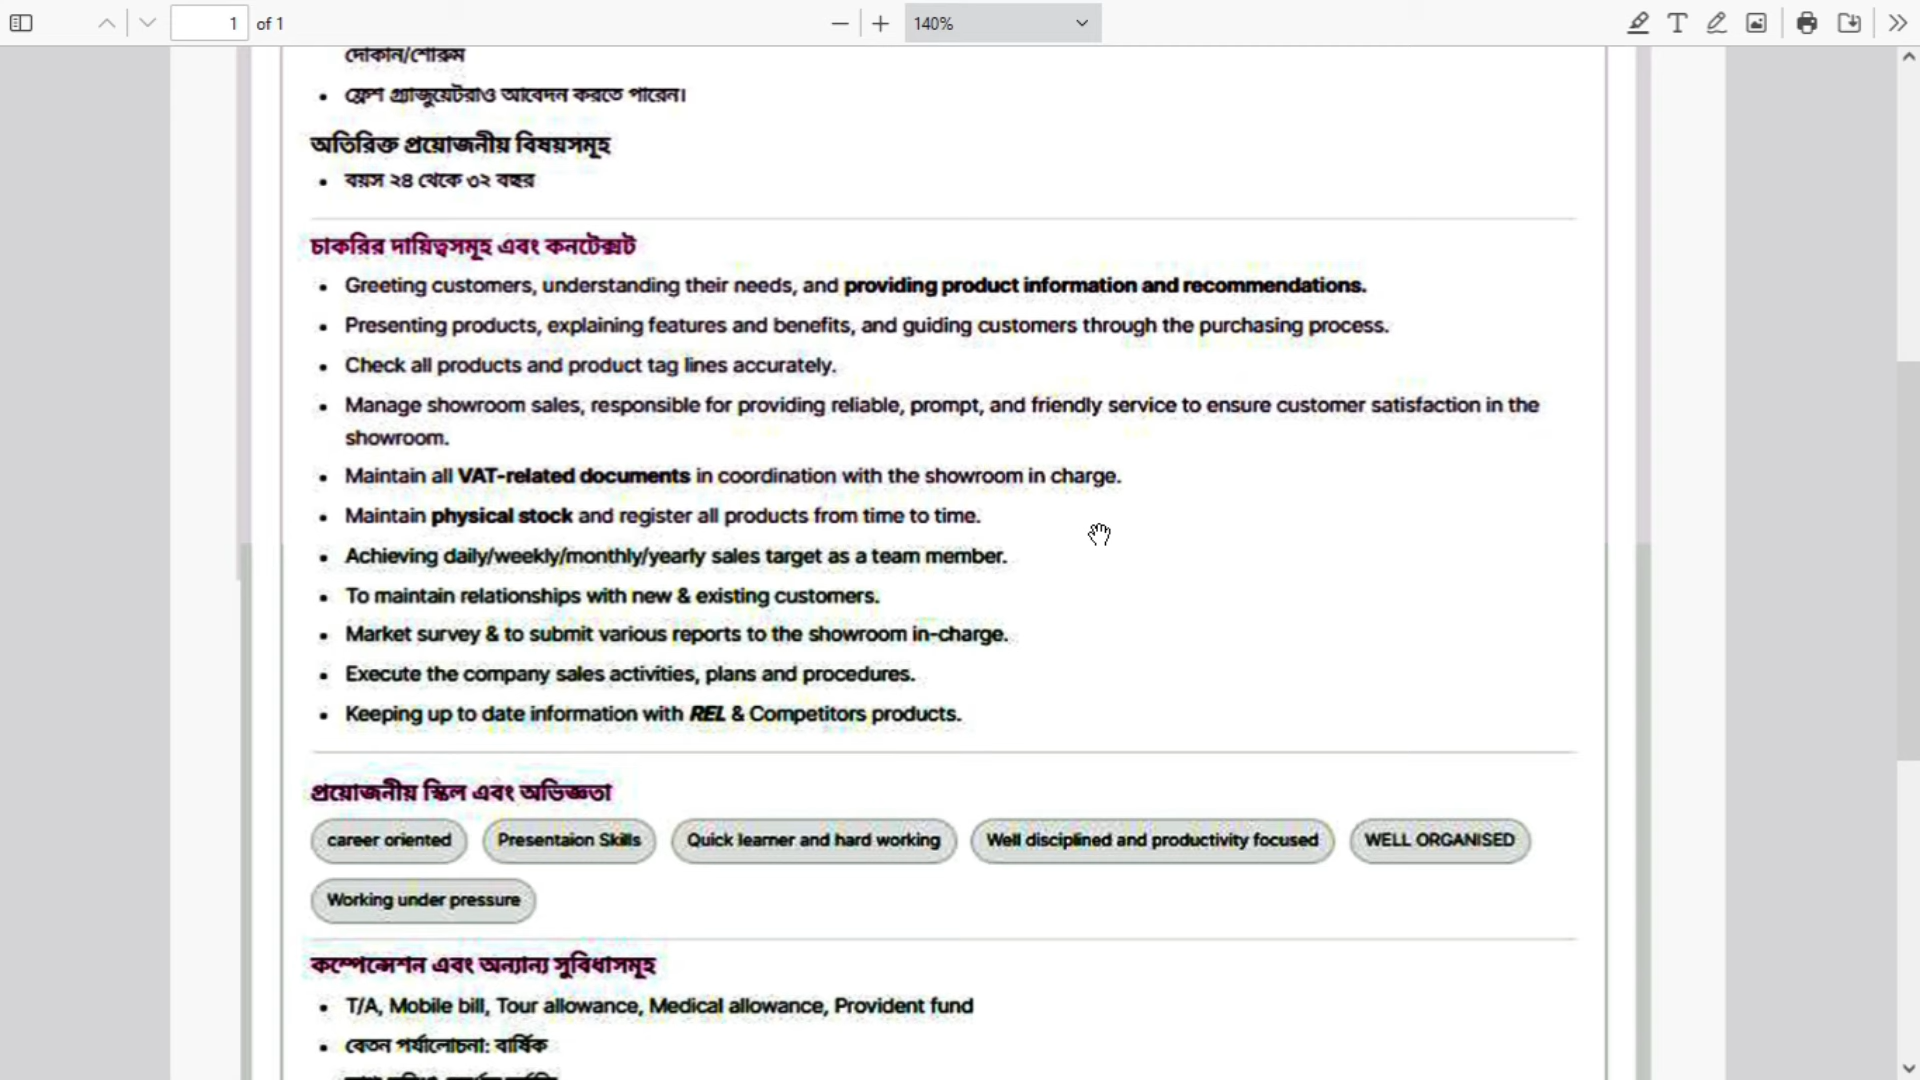 1 of 1
140%
দোকান/শোরুম
• ফ্রেশ গ্র্যাজুয়েটরাও আবেদন করতে পারেন।
অতিরিক্ত প্রয়োজনীয় বিষয়সমূহ
• বয়স ২৪ থেকে ৩২ বছর
চাকরির দায়িত্বসমূহ এবং কনটেক্সট
• Greeting customers, understanding their needs, and providing product information and recommendations.
• Presenting products, explaining features and benefits, and guiding customers through the purchasing process.
• Check all products and product tag lines accurately.
• Manage showroom sales, responsible for providing reliable, prompt, and friendly service to ensure customer satisfaction in the
showroom.
• Maintain all VAT-related documents in coordination with the showroom in charge.
• Maintain physical stock and register all products from time to time.
• Achieving daily/weekly/monthly/yearly sales target as a team member.
• To maintain relationships with new & existing customers.
• Market survey & to submit various reports to the showroom in-charge.
• Execute the company sales activities, plans and procedures.
• Keeping up to date information with REL & Competitors products.
প্রয়োজনীয় স্কিল এবং অভিজ্ঞতা
career oriented Presentaion Skills Quick learner and hard working Well disciplined and productivity focused WELL ORGANISED
Working under pressure
কম্পেন্সেশন এবং অন্যান্য সুবিধাসমূহ
• T/A, Mobile bill, Tour allowance, Medical allowance, Provident fund
• বেতন পর্যালোচনা: বার্ষিক